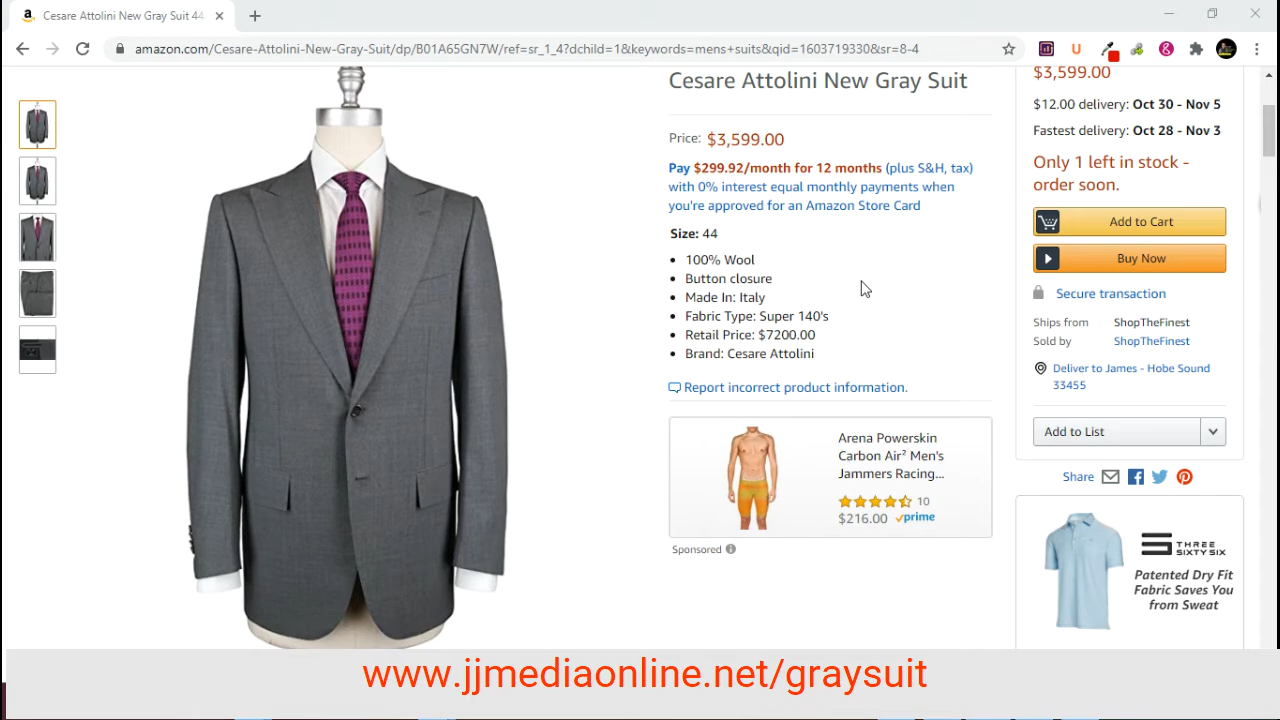 Cesare Attolini New Gray Suit 44
amazon.com/Cesare-Attolini-New-Gray-Suit/dp/B01A65GN7W/ref=sr_1_4?dchild=1&keywords=mens+suits&qid=1603719330&sr=8-4
Cesare Attolini New Gray Suit
Price: $3,599.00
Pay $299.92/month for 12 months (plus S&H, tax)
with 0% interest equal monthly payments when
you're approved for an Amazon Store Card
Size: 44
100% Wool
Button closure
Made In: Italy
Fabric Type: Super 140's
Retail Price: $7200.00
Brand: Cesare Attolini
Report incorrect product information.
Arena Powerskin
Carbon Air² Men's
Jammers Racing...
10
$216.00 prime
Sponsored
$3,599.00
$12.00 delivery: Oct 30 - Nov 5
Fastest delivery: Oct 28 - Nov 3
Only 1 left in stock -
order soon.
Add to Cart
Buy Now
Secure transaction
Ships from ShopTheFinest
Sold by ShopTheFinest
Deliver to James - Hobe Sound
33455
Add to List
Share
THREE
SIXTY SIX
Patented Dry Fit
Fabric Saves You
from Sweat
www.jjmediaonline.net/graysuit